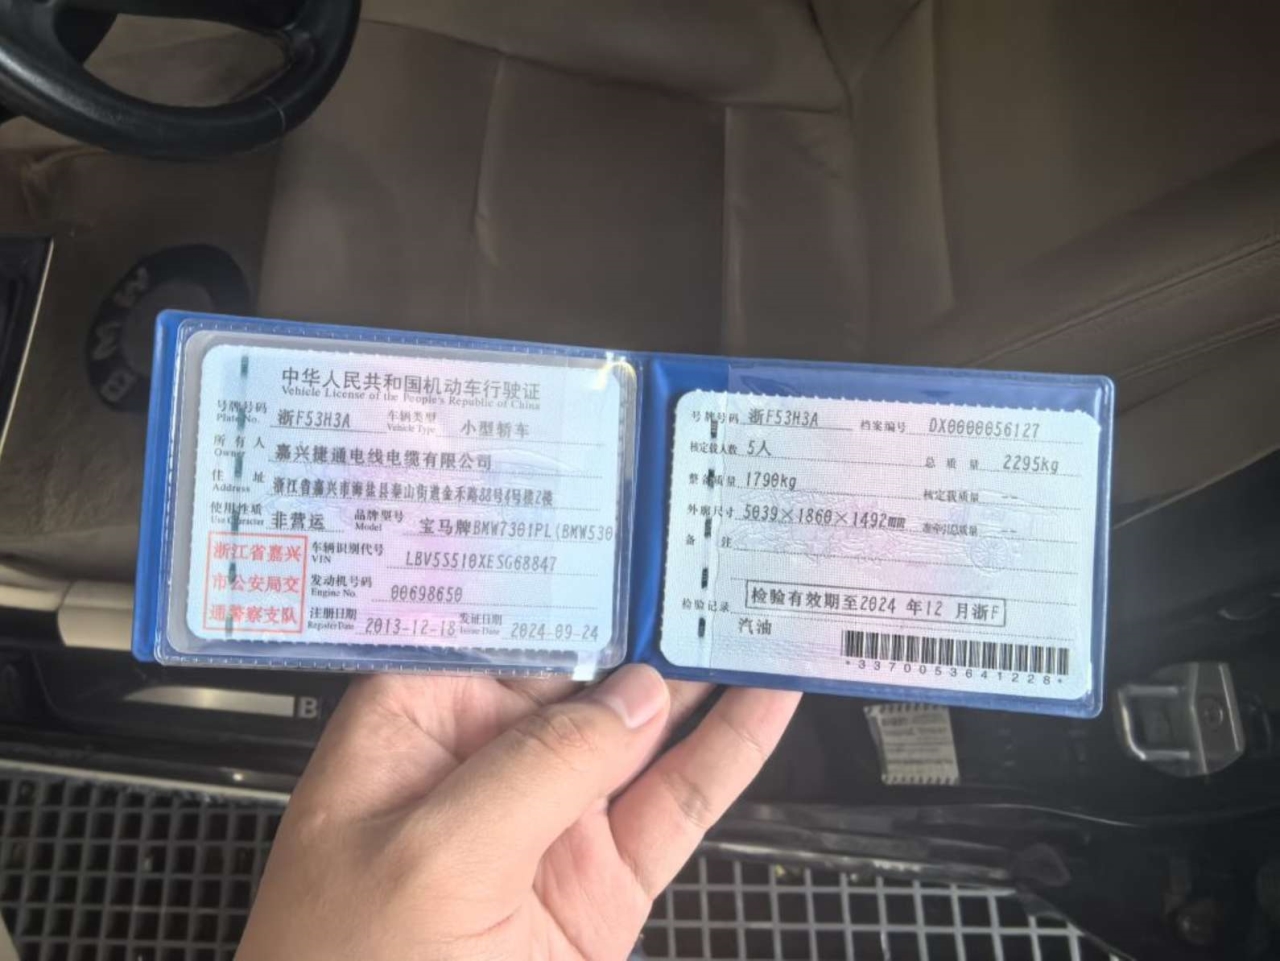 中华人民共和国机动车行驶证
Vehicle License of the People's Republic of China
号牌号码 浙F53H3A 车辆类型 小型轿车
Plate No. Vehicle Type
所有人 嘉兴捷通电线电缆有限公司
Owner
住址 浙江省嘉兴市海盐县秦山街道金禾路88号4号楼2楼
Address
使用性质 非营运 品牌型号 宝马牌BMW7301PL(BMW530
Use Character Model
浙江省嘉兴
市公安局交
通警察支队
车辆识别代号 LBV5S510XESG68847
VIN
发动机号码 00698650
Engine No.
注册日期 2013-12-18 发证日期 2024-09-24
Register Date Issue Date
号牌号码 浙F53H3A 档案编号 DX0600056127
核定载人数 5人 总质量 2295kg
整备质量 1790kg 核定载质量 --
外廓尺寸 5039×1860×1492mm 准牵引总质量 --
备注
检验记录 检验有效期至2024年12月浙F
汽油
*3370053641228*
BMW
B